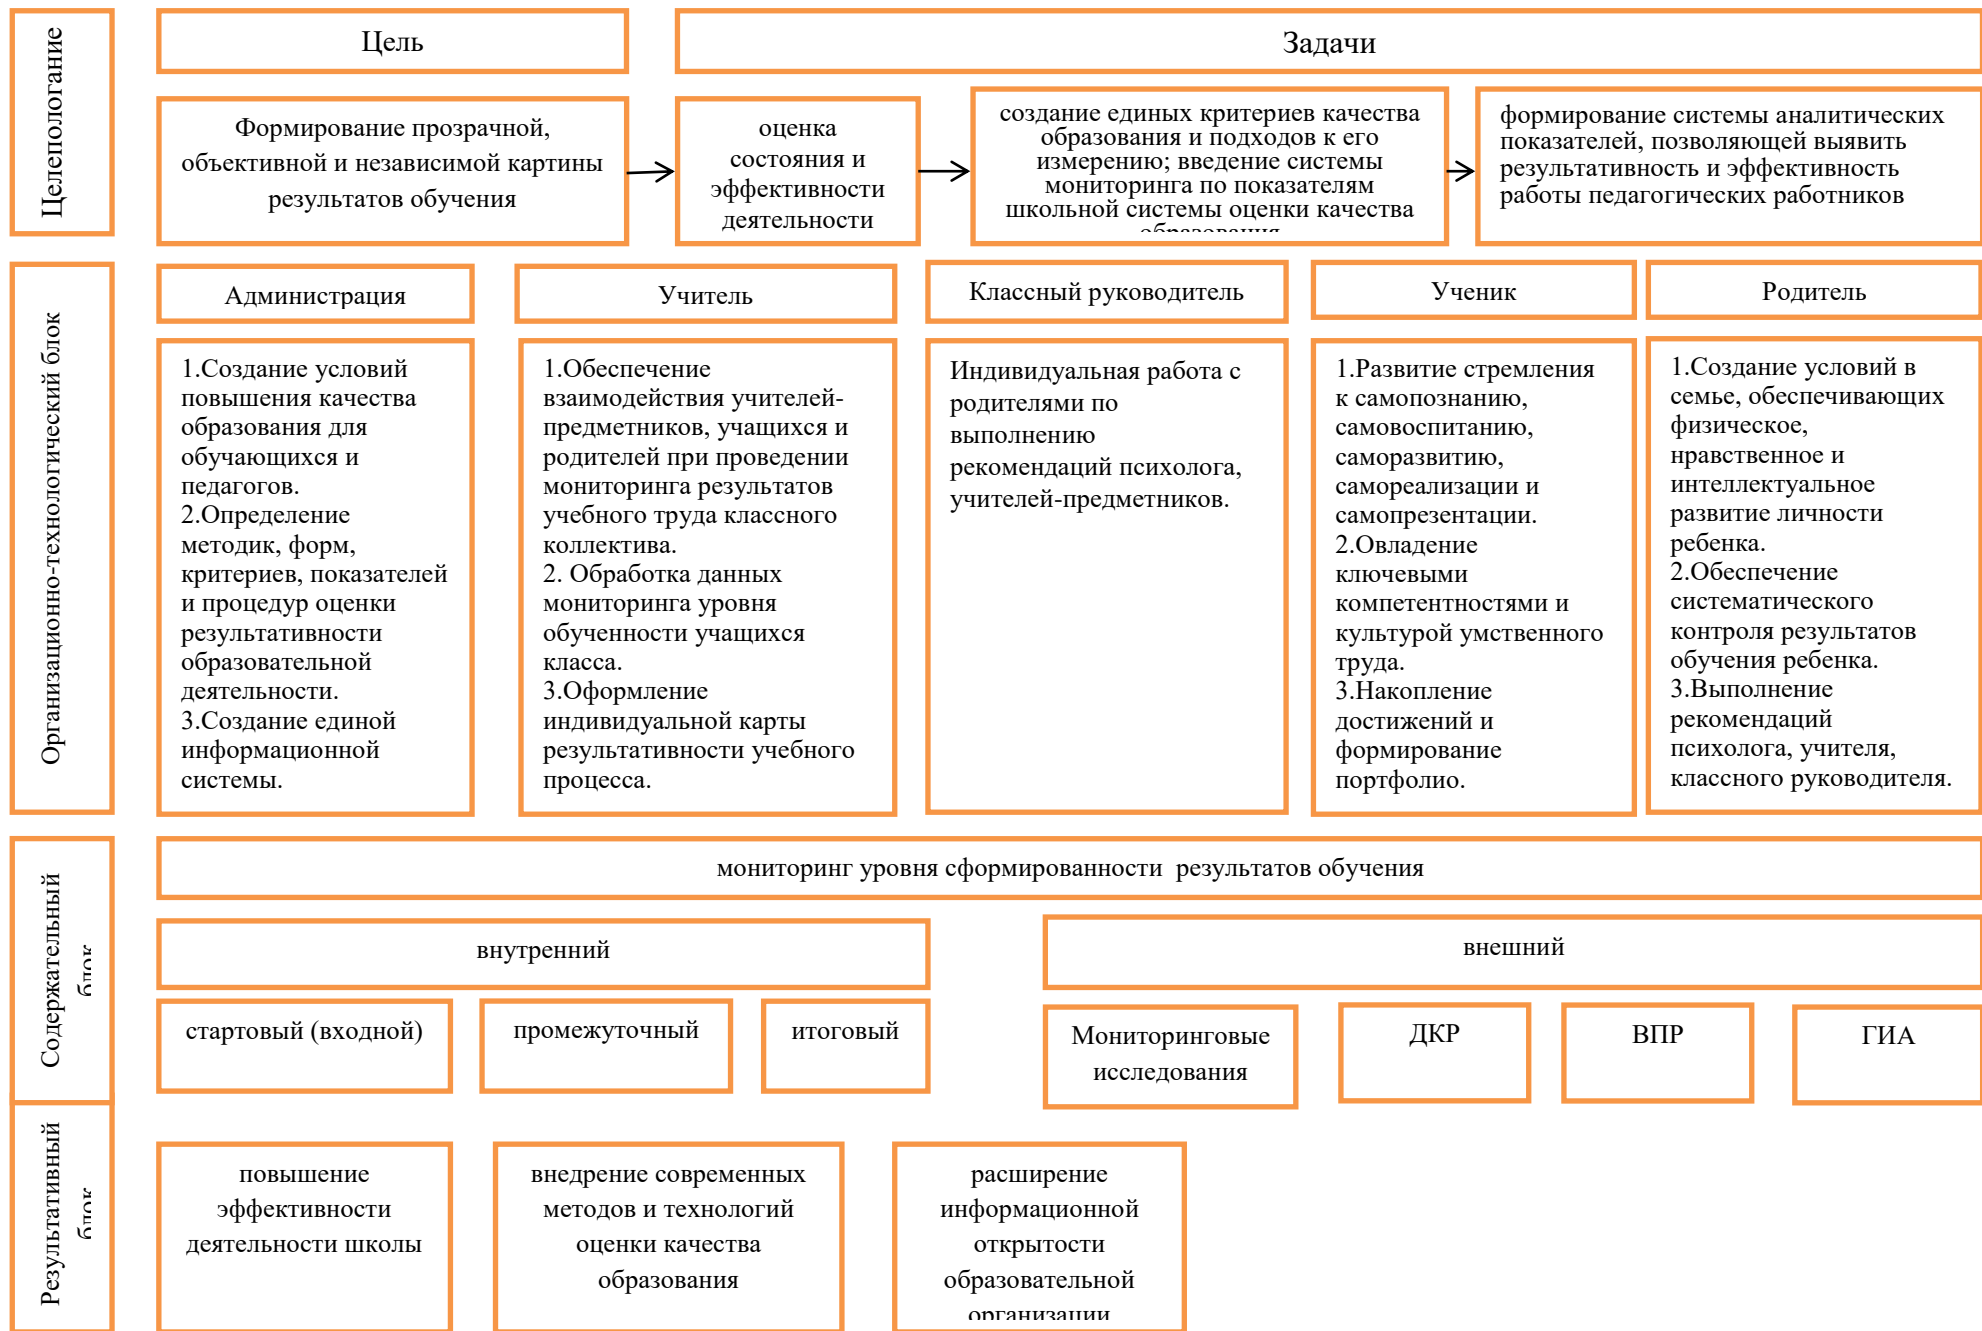 Целепологание
Цель
Задачи
Формирование прозрачной,
объективной и независимой картины
результатов обучения
оценка
состояния и
эффективности
деятельности
создание единых критериев качества
образования и подходов к его
измерению; введение системы
мониторинга по показателям
школьной системы оценки качества
образования
формирование системы аналитических
показателей, позволяющей выявить
результативность и эффективность
работы педагогических работников
Организационно-технологический блок
Администрация
Учитель
Классный руководитель
Ученик
Родитель
1.Создание условий
повышения качества
образования для
обучающихся и
педагогов.
2.Определение
методик, форм,
критериев, показателей
и процедур оценки
результативности
образовательной
деятельности.
3.Создание единой
информационной
системы.
1.Обеспечение
взаимодействия учителей-
предметников, учащихся и
родителей при проведении
мониторинга результатов
учебного труда классного
коллектива.
2. Обработка данных
мониторинга уровня
обученности учащихся
класса.
3.Оформление
индивидуальной карты
результативности учебного
процесса.
Индивидуальная работа с
родителями по
выполнению
рекомендаций психолога,
учителей-предметников.
1.Развитие стремления
к самопознанию,
самовоспитанию,
саморазвитию,
самореализации и
самопрезентации.
2.Овладение
ключевыми
компетентностями и
культурой умственного
труда.
3.Накопление
достижений и
формирование
портфолио.
1.Создание условий в
семье, обеспечивающих
физическое,
нравственное и
интеллектуальное
развитие личности
ребенка.
2.Обеспечение
систематического
контроля результатов
обучения ребенка.
3.Выполнение
рекомендаций
психолога, учителя,
классного руководителя.
Содержательный
блок
мониторинг уровня сформированности  результатов обучения
внутренний
внешний
стартовый (входной)
промежуточный
итоговый
Мониторинговые
исследования
ДКР
ВПР
ГИА
Результативный
блок
повышение
эффективности
деятельности школы
внедрение современных
методов и технологий
оценки качества
образования
расширение
информационной
открытости
образовательной
организации